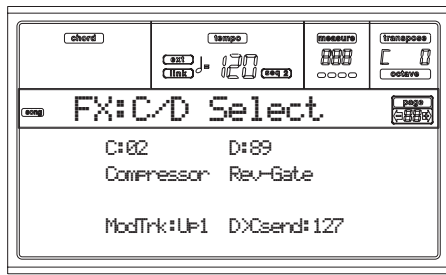 chord tempo measure transpose
ext link ♩= 120 seq 2 888 C 0
octave
song FX:C/D Select page 88
C:02 D:89
Compressor Rev-Gate
ModTrk:Up1 D>Csend:127